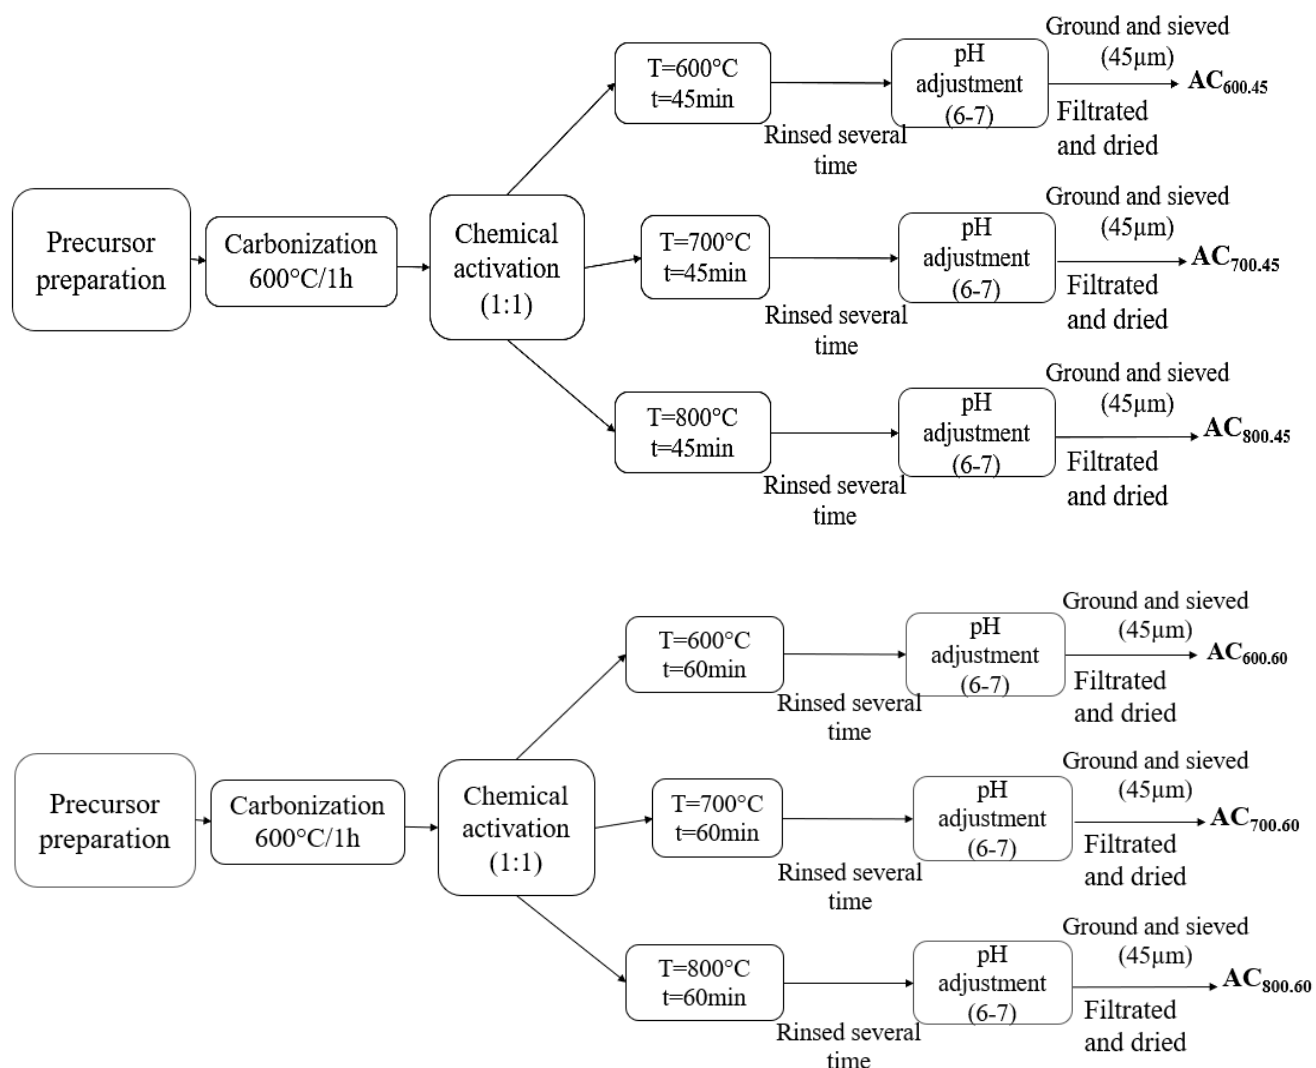 Precursor
preparation
Carbonization
600°C/1h
Chemical
activation
(1:1)
T=600°C
t=45min
Rinsed several
time
pH
adjustment
(6-7)
Ground and sieved
(45µm)
Filtrated
and dried
AC600.45
T=700°C
t=45min
Rinsed several
time
pH
adjustment
(6-7)
Ground and sieved
(45µm)
Filtrated
and dried
AC700.45
T=800°C
t=45min
Rinsed several
time
pH
adjustment
(6-7)
Ground and sieved
(45µm)
Filtrated
and dried
AC800.45
Precursor
preparation
Carbonization
600°C/1h
Chemical
activation
(1:1)
T=600°C
t=60min
Rinsed several
time
pH
adjustment
(6-7)
Ground and sieved
(45µm)
Filtrated
and dried
AC600.60
T=700°C
t=60min
Rinsed several
time
pH
adjustment
(6-7)
Ground and sieved
(45µm)
Filtrated
and dried
AC700.60
T=800°C
t=60min
Rinsed several
time
pH
adjustment
(6-7)
Ground and sieved
(45µm)
Filtrated
and dried
AC800.60